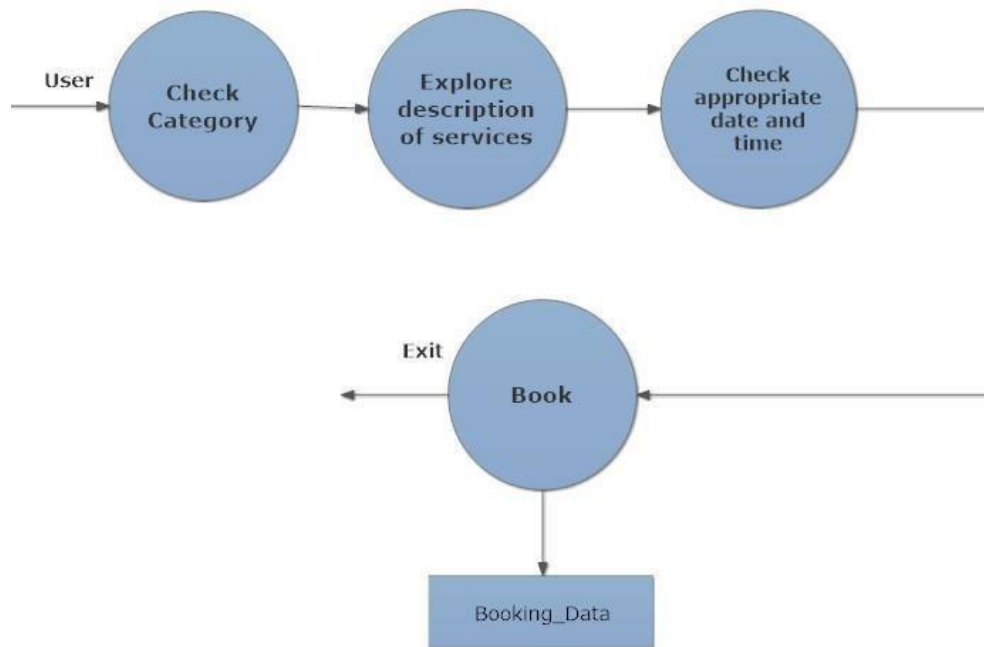 User
Check
Category
Explore
description
of services
Check
appropriate
date and
time
Exit
Book
Booking_Data